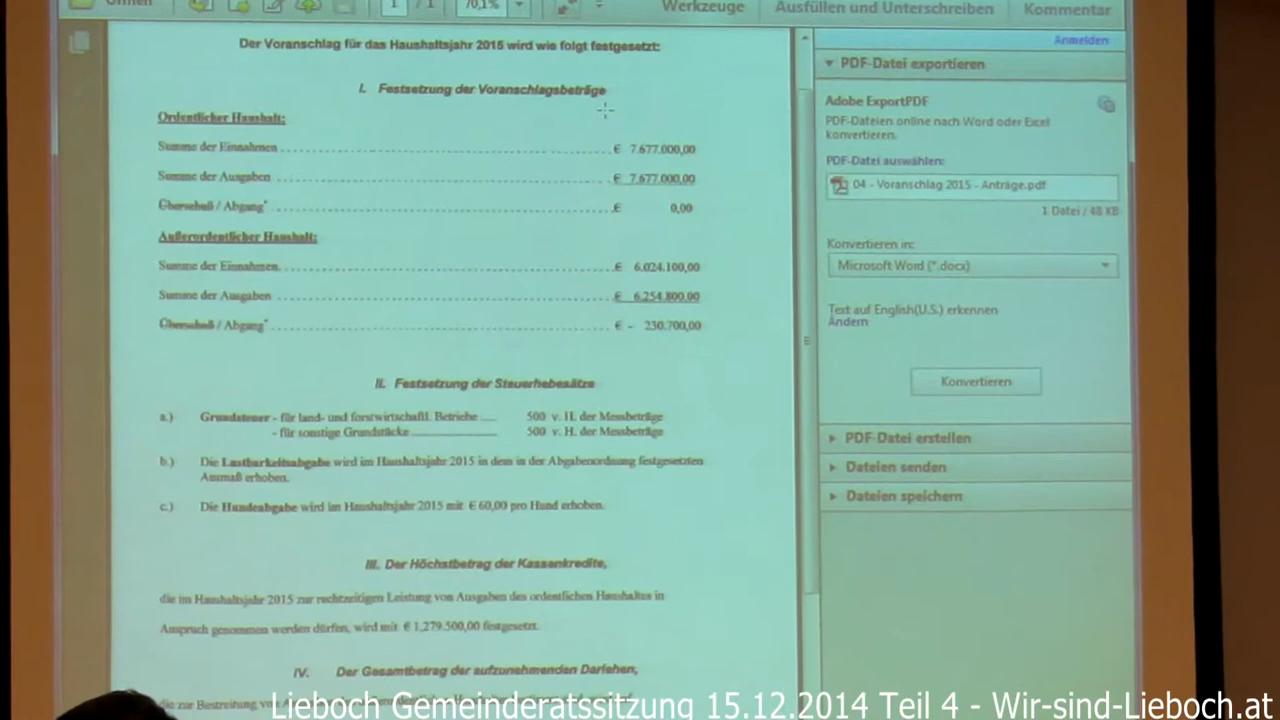 Öffnen 1 / 1 70,1% Werkzeuge Ausfüllen und Unterschreiben Kommentar
Anmelden
Der Voranschlag für das Haushaltsjahr 2015 wird wie folgt festgesetzt:
I. Festsetzung der Voranschlagsbeträge
Ordentlicher Haushalt:
Summe der Einnahmen € 7.677.000,00
Summe der Ausgaben € 7.677.000,00
Überschuß / Abgang* € 0,00
Außerordentlicher Haushalt:
Summe der Einnahmen € 6.024.100,00
Summe der Ausgaben € 6.254.800,00
Überschuß / Abgang* € - 230.700,00
II. Festsetzung der Steuerhebesätze
a.) Grundsteuer - für land- und forstwirtschaftl. Betriebe 500 v. H. der Messbeträge
- für sonstige Grundstücke 500 v. H. der Messbeträge
b.) Die Lustbarkeitsabgabe wird im Haushaltsjahr 2015 in dem in der Abgabenordnung festgesetzten
Ausmaß erhoben.
c.) Die Hundeabgabe wird im Haushaltsjahr 2015 mit € 60,00 pro Hund erhoben.
III. Der Höchstbetrag der Kassenkredite,
die im Haushaltsjahr 2015 zur rechtzeitigen Leistung von Ausgaben des ordentlichen Haushaltes in
Anspruch genommen werden dürfen, wird mit € 1,279.500,00 festgesetzt.
IV. Der Gesamtbetrag der aufzunehmenden Darlehen,
die zur Bestreitung
PDF-Datei exportieren
Adobe ExportPDF
PDF-Dateien online nach Word oder Excel
konvertieren.
PDF-Datei auswählen:
04 - Voranschlag 2015 - Anträge.pdf
1 Datei / 48 KB
Konvertieren in:
Microsoft Word (*.docx)
Text auf English(U.S.) erkennen
Ändern
Konvertieren
PDF-Datei erstellen
Dateien senden
Dateien speichern
Lieboch Gemeinderatssitzung 15.12.2014 Teil 4 - Wir-sind-Lieboch.at